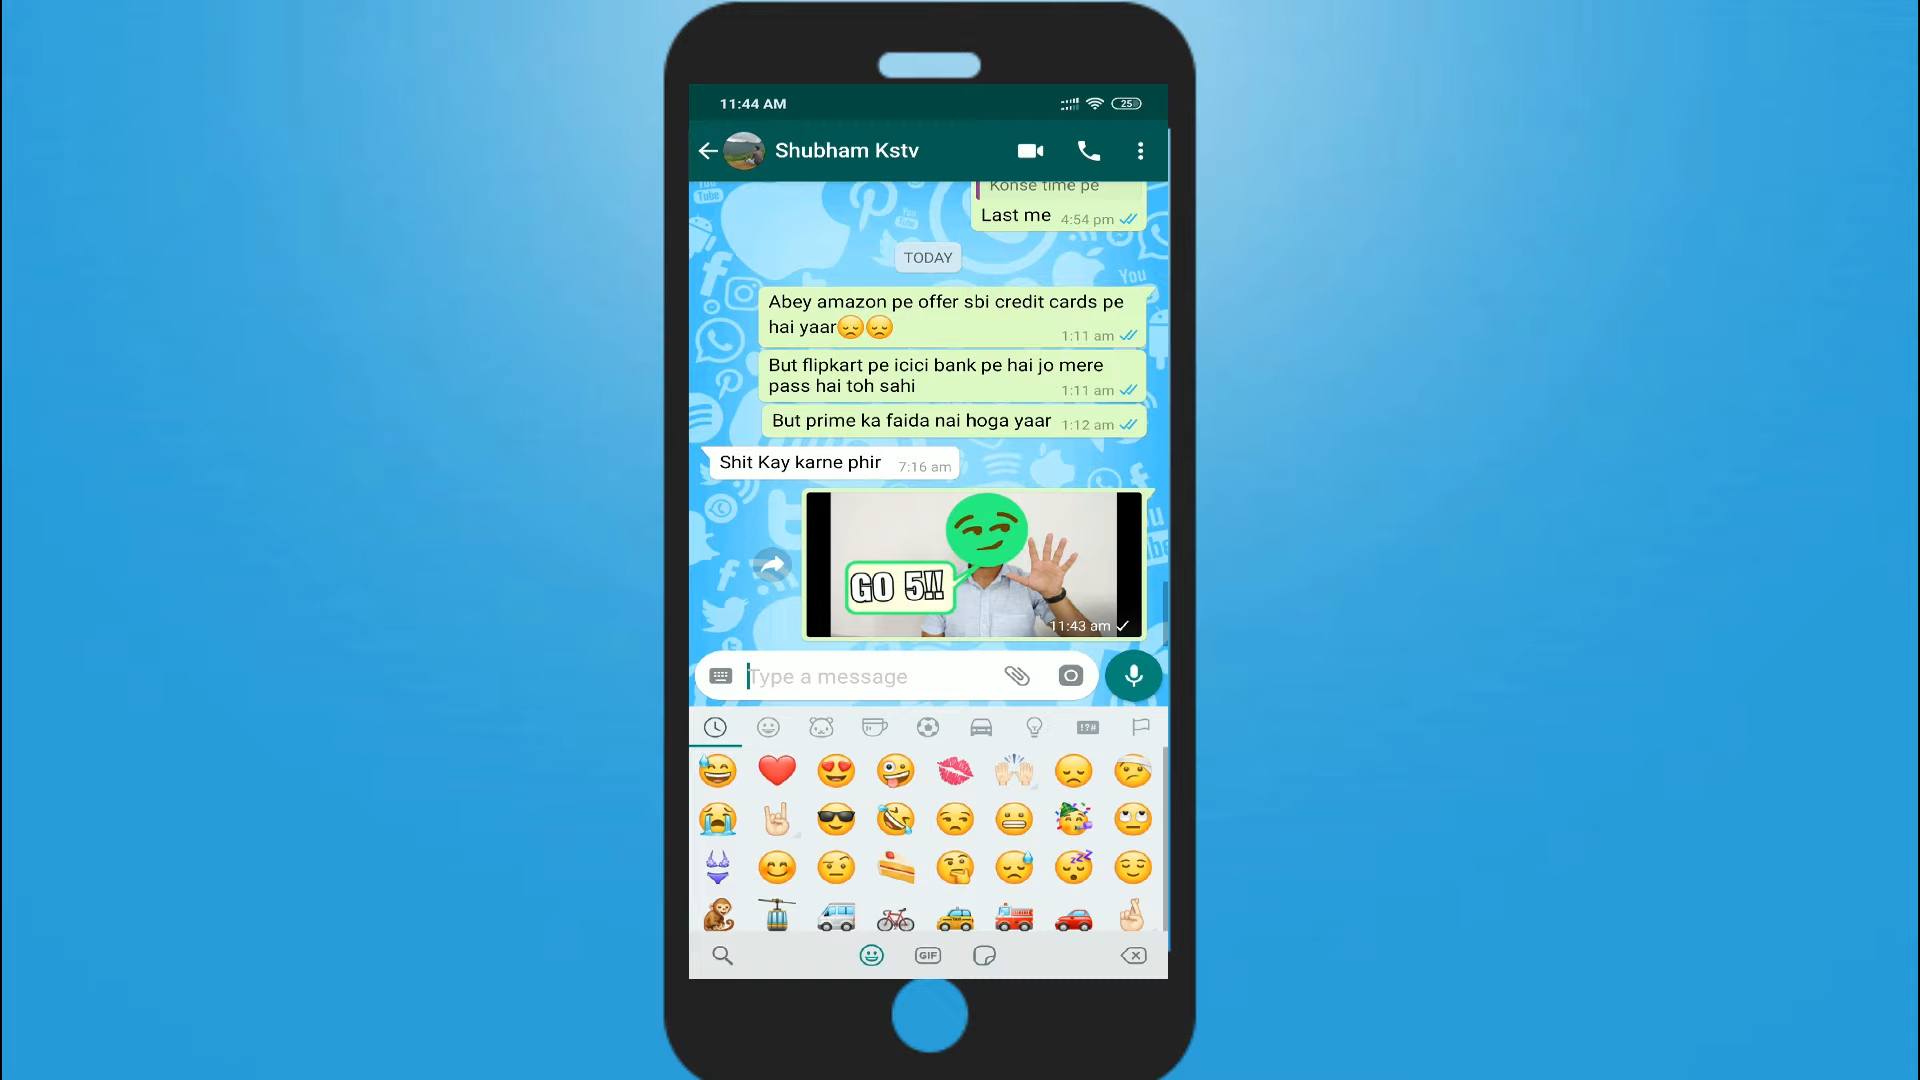 11:44 AM
25
Shubham Kstv
Konse time pe
Last me 4:54 pm
TODAY
Abey amazon pe offer sbi credit cards pe
hai yaar😞😞 1:11 am
But flipkart pe icici bank pe hai jo mere
pass hai toh sahi 1:11 am
But prime ka faida nai hoga yaar 1:12 am
Shit Kay karne phir 7:16 am
GO 5!!
11:43 am
Type a message
!?#
GIF